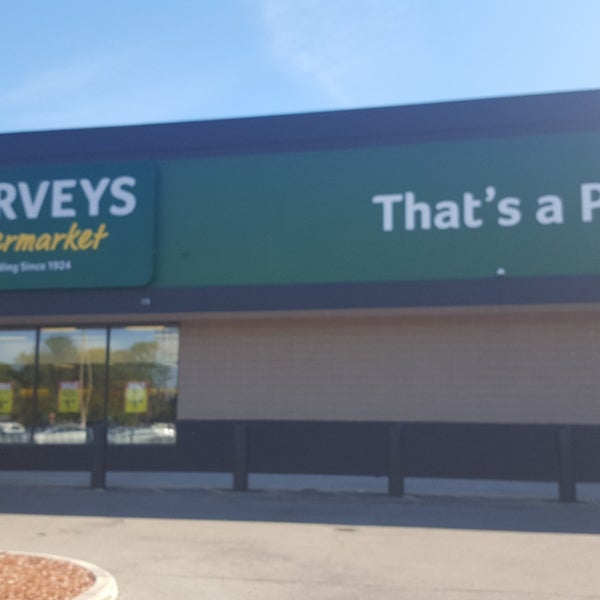 RVEYS
ermarket
ding Since 1924
That's a P